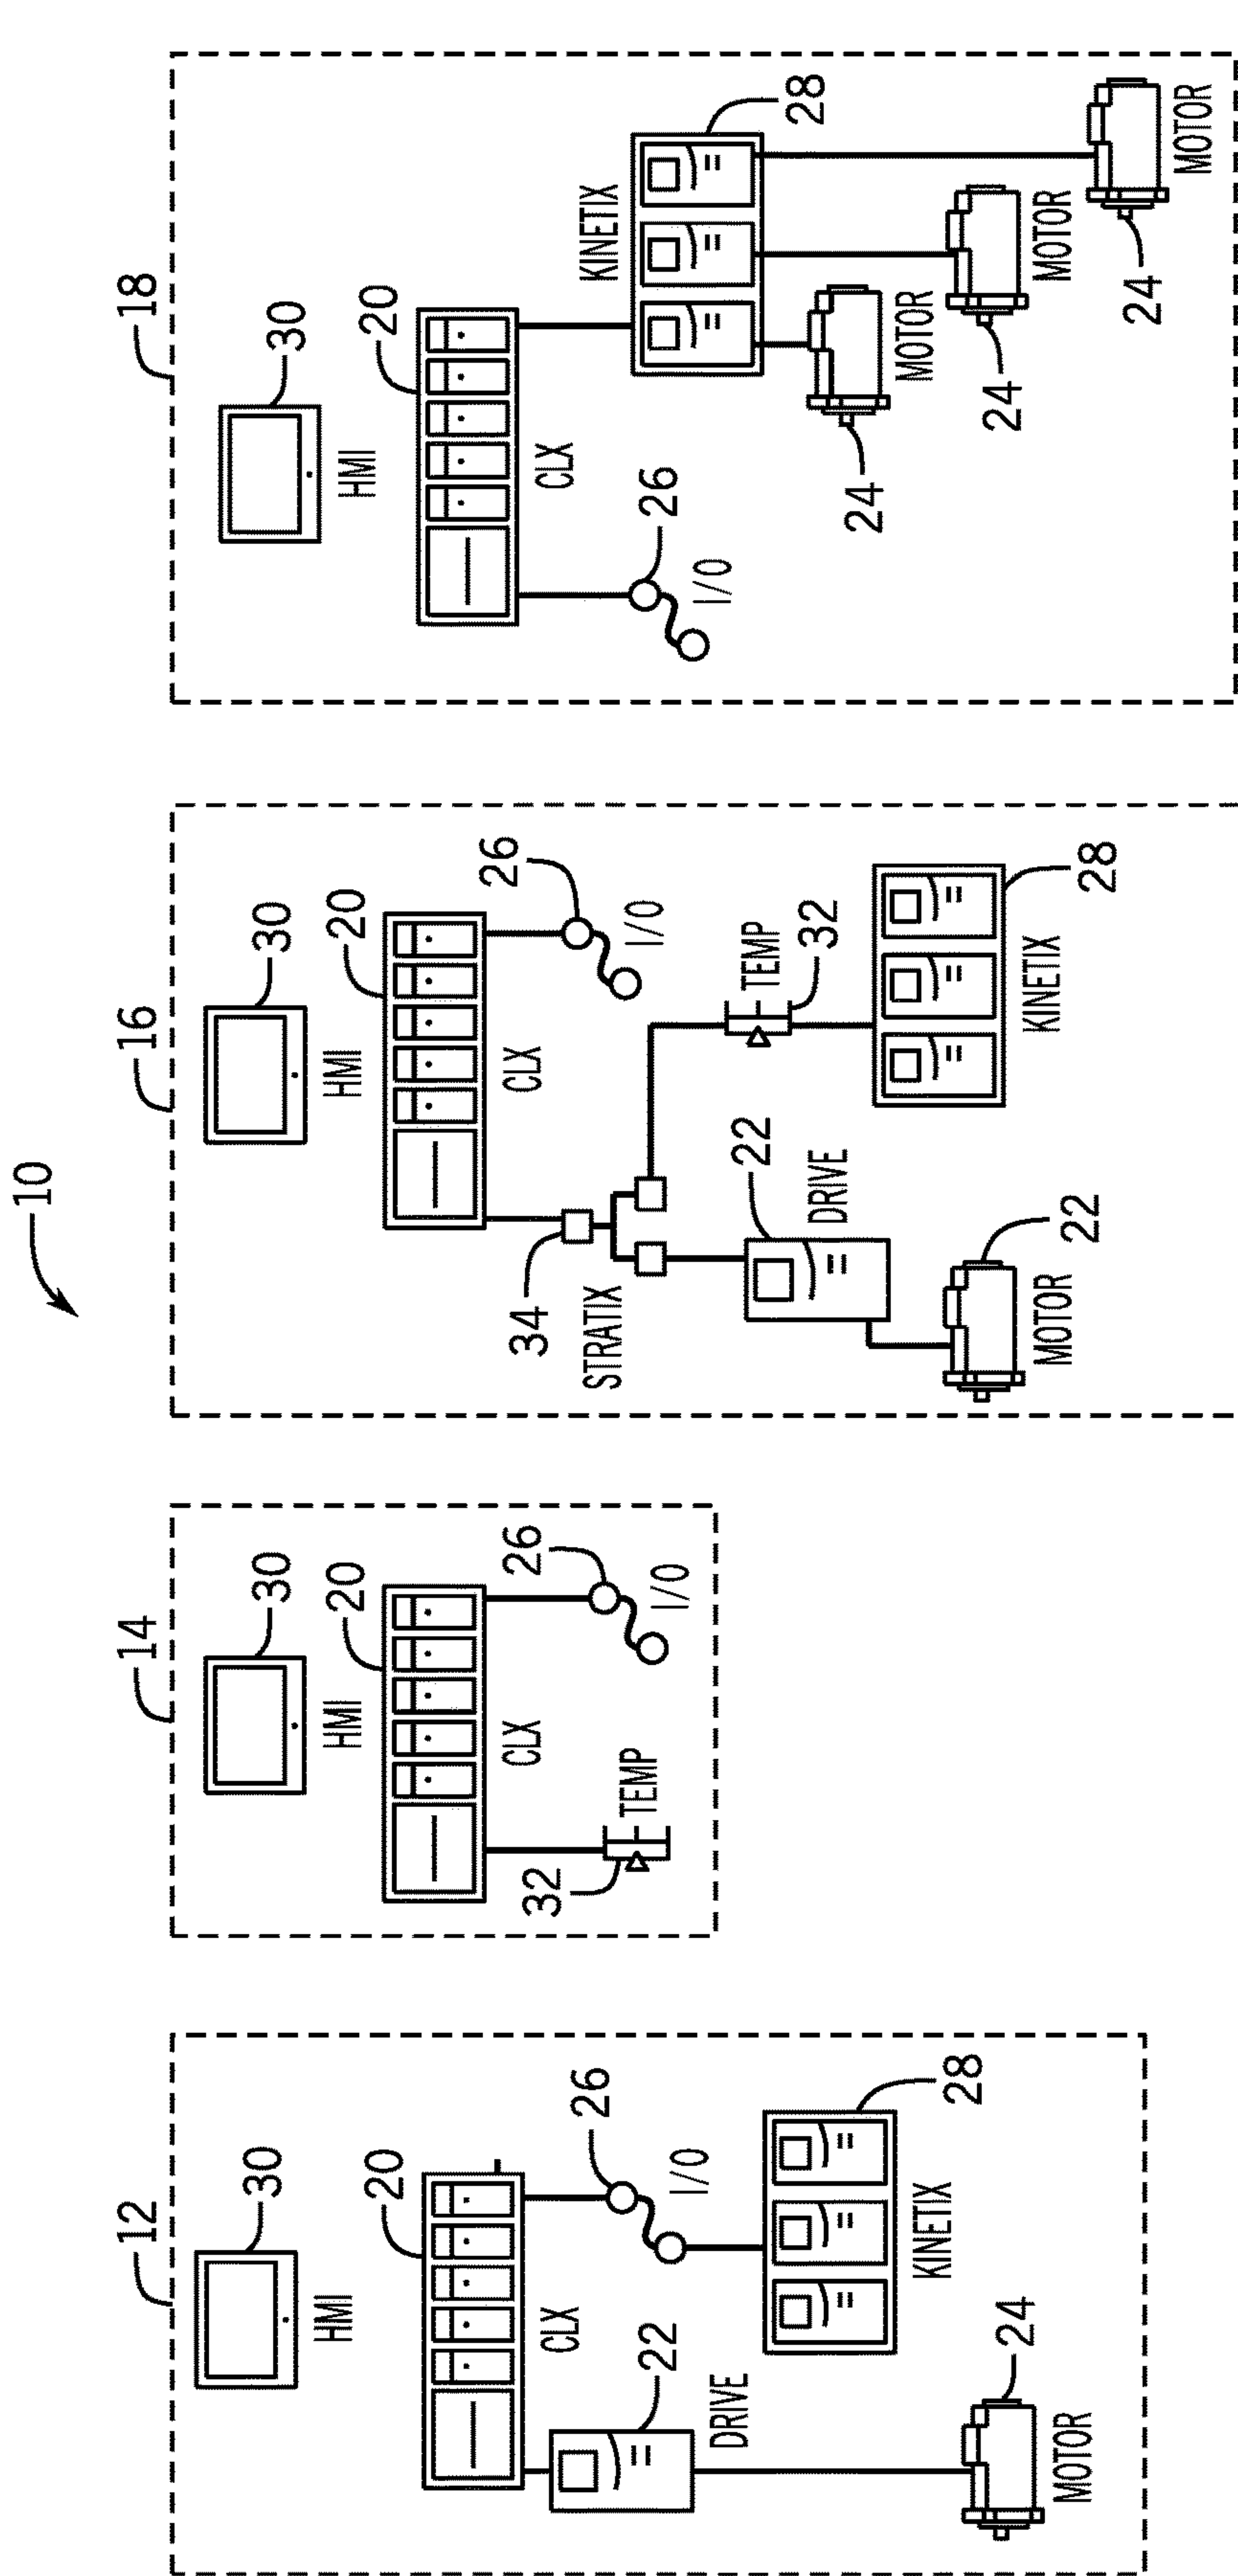 10
12
30
HMI
20
CLX
22
DRIVE
26
I/O
28
KINETIX
24
MOTOR
14
30
HMI
20
CLX
32
TEMP
26
I/O
16
30
HMI
20
CLX
26
I/O
34
STRATIX
22
DRIVE
TEMP
32
22
MOTOR
28
KINETIX
18
30
HMI
20
CLX
26
I/O
KINETIX
28
24
MOTOR
24
MOTOR
24
MOTOR